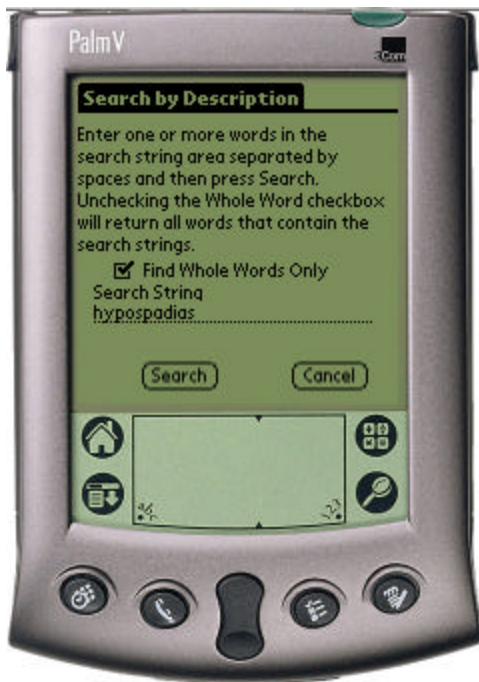 Palm V
3Com
Search by Description
Enter one or more words in the
search string area separated by
spaces and then press Search.
Unchecking the Whole Word checkbox
will return all words that contain the
search strings.
Find Whole Words Only
Search String
hypospadias
Search Cancel